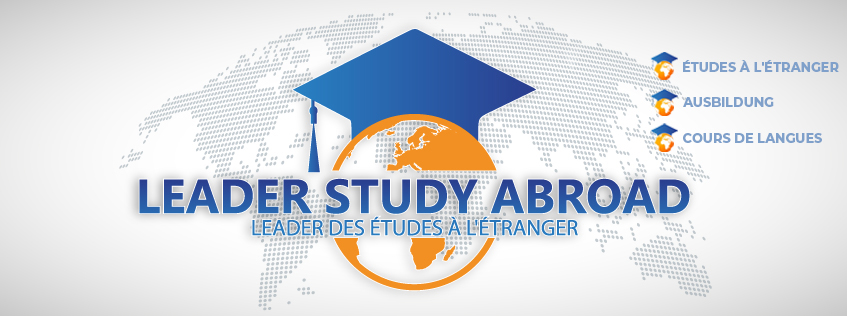 LEADER STUDY ABROAD
LEADER DES ÉTUDES À L'ÉTRANGER
ÉTUDES À L'ÉTRANGER
AUSBILDUNG
COURS DE LANGUES